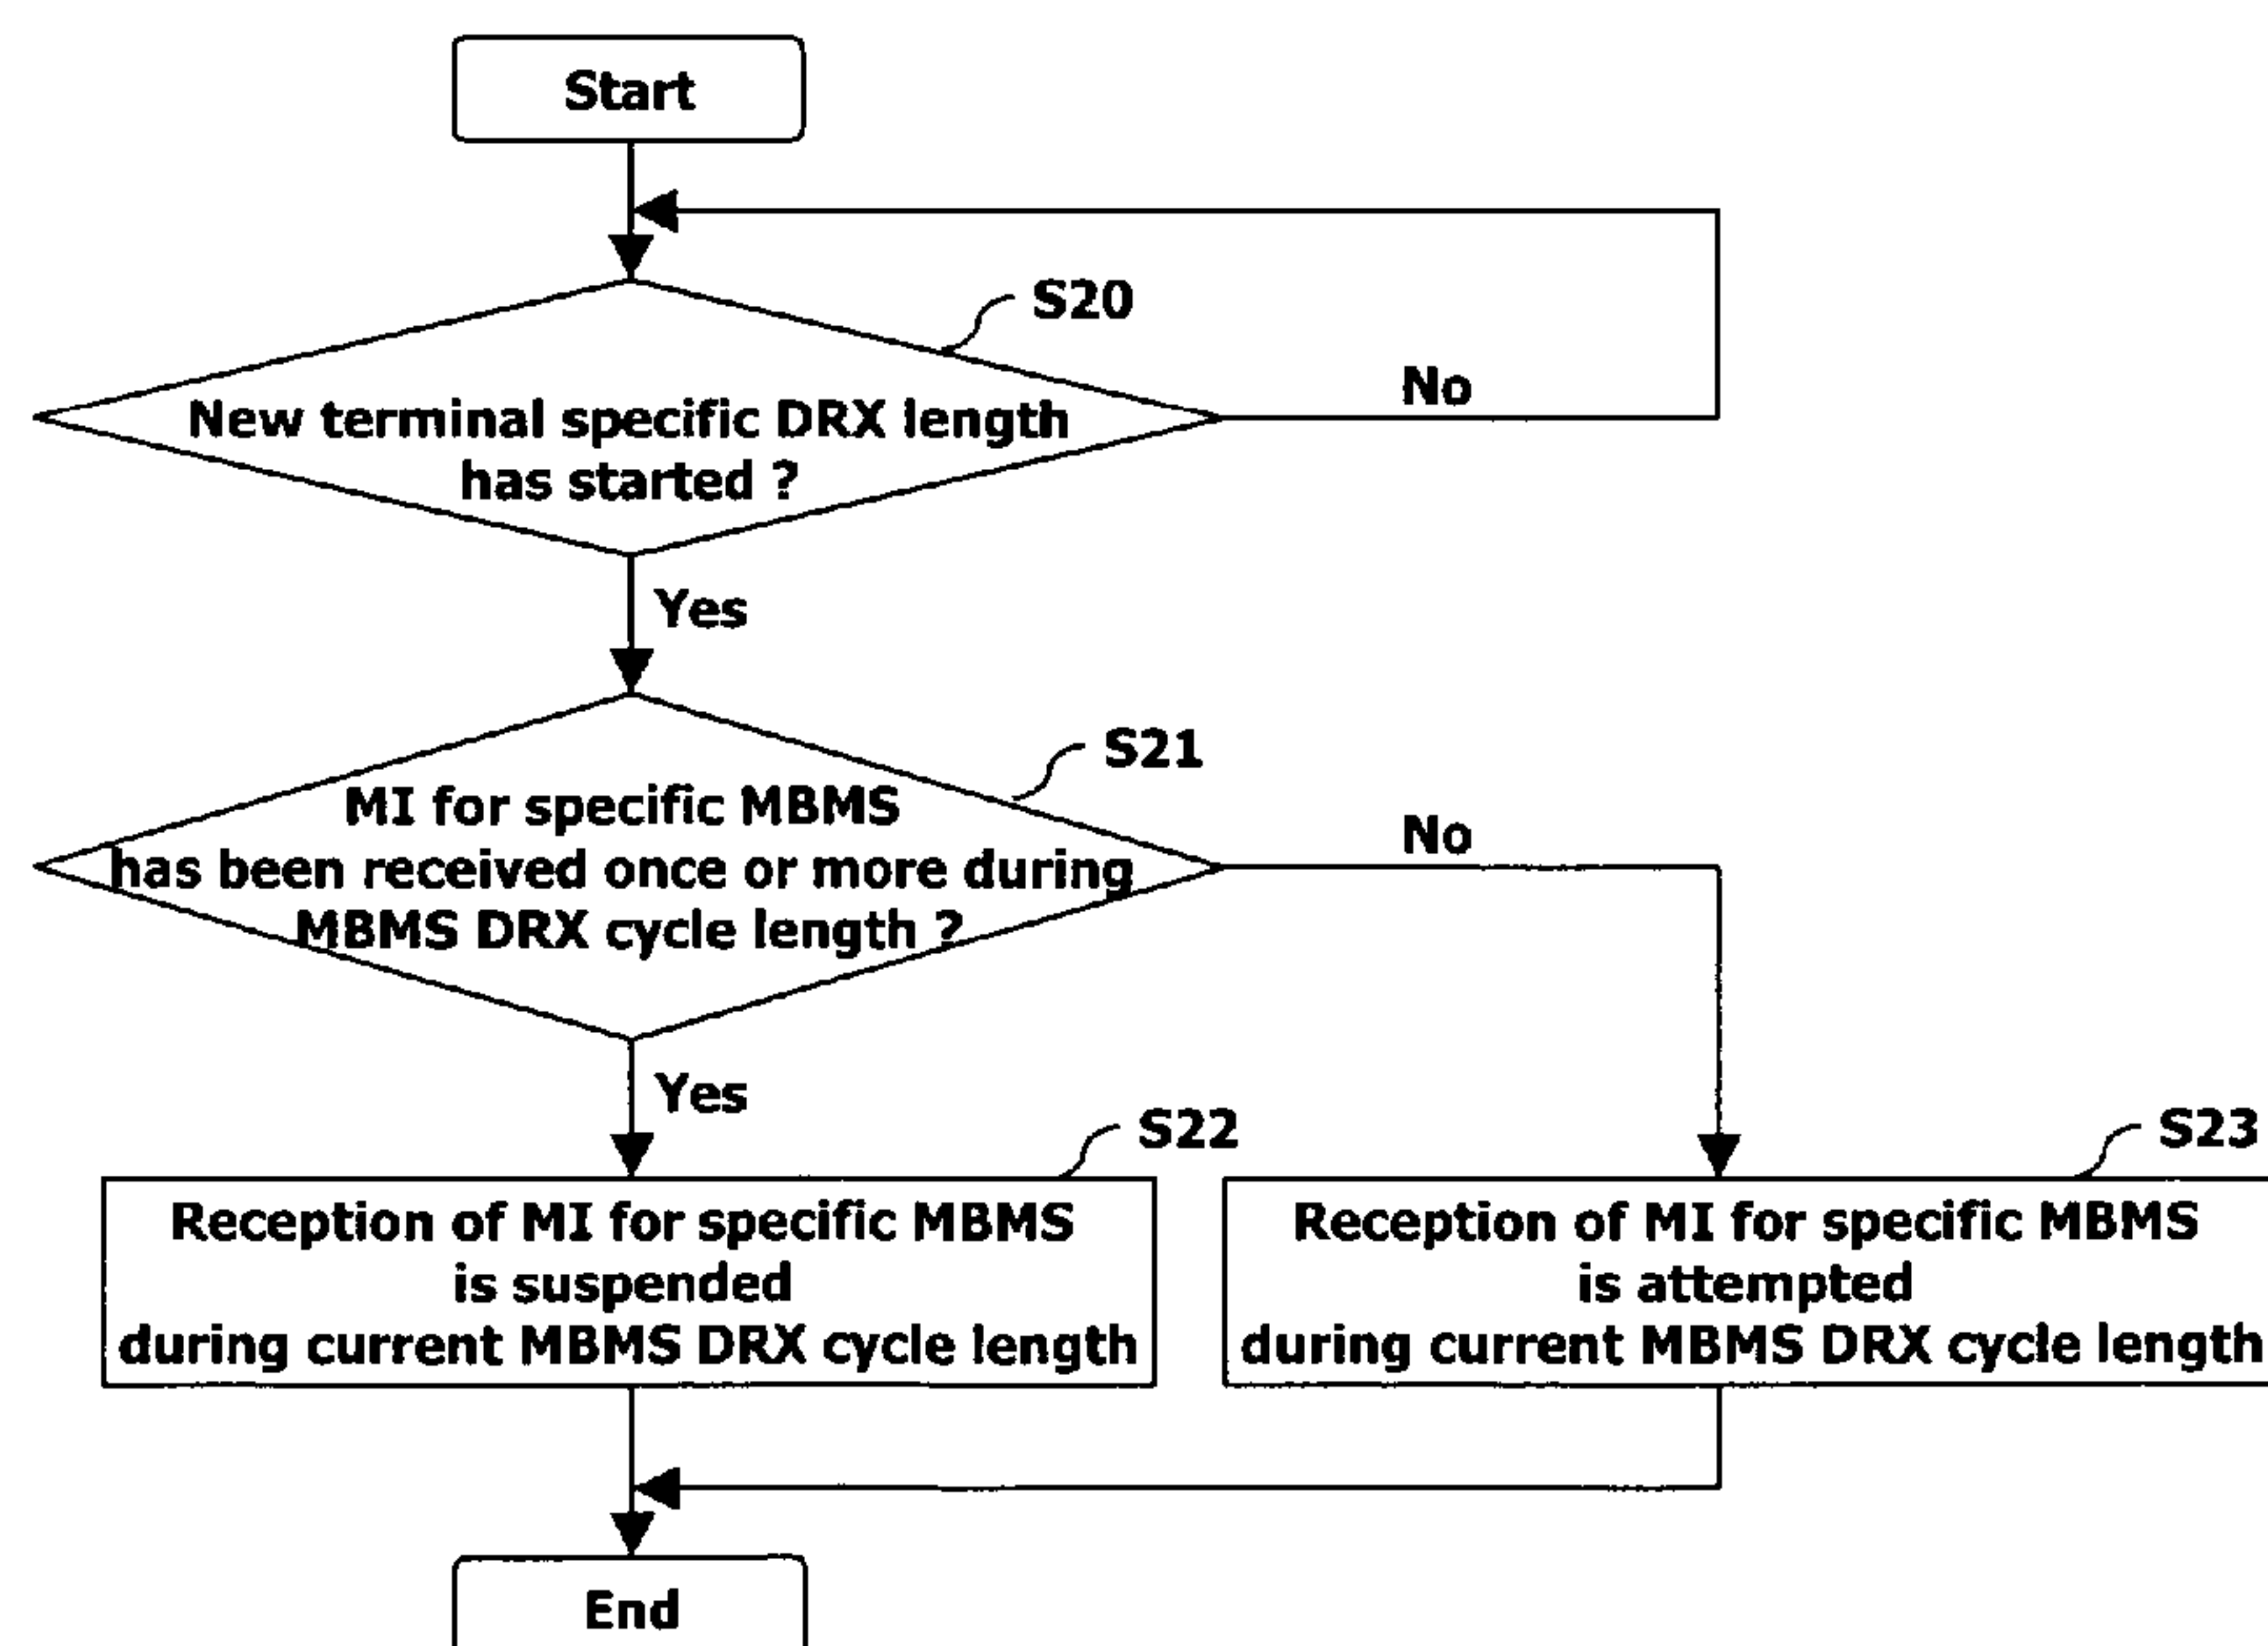 Start
S20
New terminal specific DRX length
has started ?
No
Yes
S21
MI for specific MBMS
has been received once or more during
MBMS DRX cycle length ?
No
Yes
S22
Reception of MI for specific MBMS
is suspended
during current MBMS DRX cycle length
S23
Reception of MI for specific MBMS
is attempted
during current MBMS DRX cycle length
End